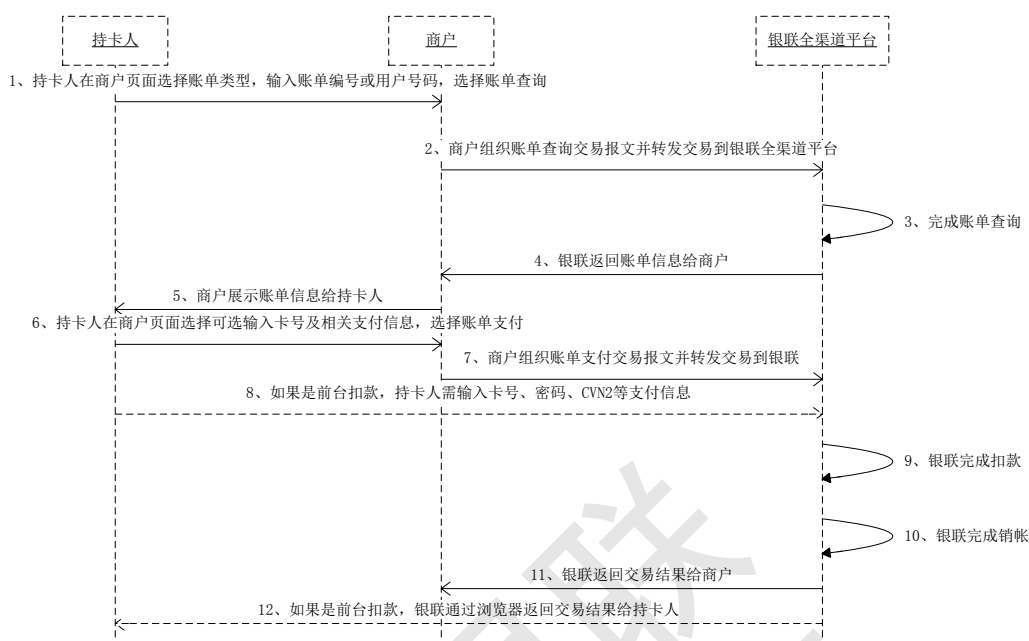 持卡人
商户
银联全渠道平台
1、持卡人在商户页面选择账单类型，输入账单编号或用户号码，选择账单查询
2、商户组织账单查询交易报文并转发交易到银联全渠道平台
3、完成账单查询
4、银联返回账单信息给商户
5、商户展示账单信息给持卡人
6、持卡人在商户页面选择可选输入卡号及相关支付信息，选择账单支付
7、商户组织账单支付交易报文并转发交易到银联
8、如果是前台扣款，持卡人需输入卡号、密码、CVN2等支付信息
9、银联完成扣款
10、银联完成销帐
11、银联返回交易结果给商户
12、如果是前台扣款，银联通过浏览器返回交易结果给持卡人
银联